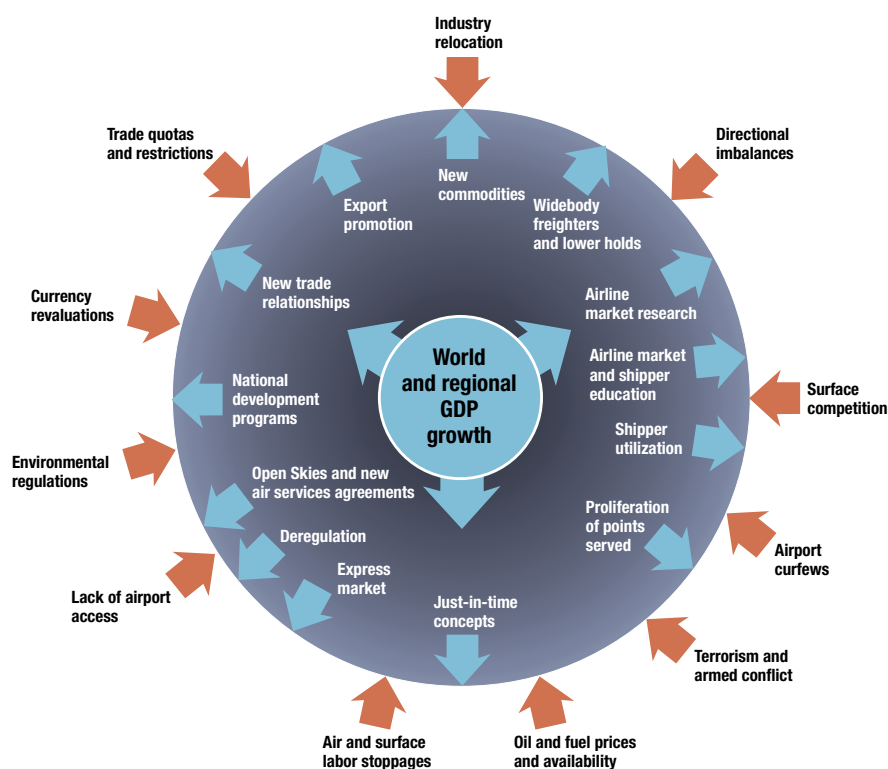 Industry
relocation
Trade quotas
and restrictions
Directional
imbalances
New
commodities
Export
promotion
Widebody
freighters
and lower holds
New trade
relationships
Currency
revaluations
Airline
market research
World
and regional
GDP
growth
Airline market
and shipper
education
National
development
programs
Surface
competition
Shipper
utilization
Environmental
regulations
Open Skies and new
air services agreements
Proliferation
of points
served
Deregulation
Airport
curfews
Express
market
Lack of airport
access
Just-in-time
concepts
Terrorism and
armed conflict
Air and surface
labor stoppages
Oil and fuel prices
and availability